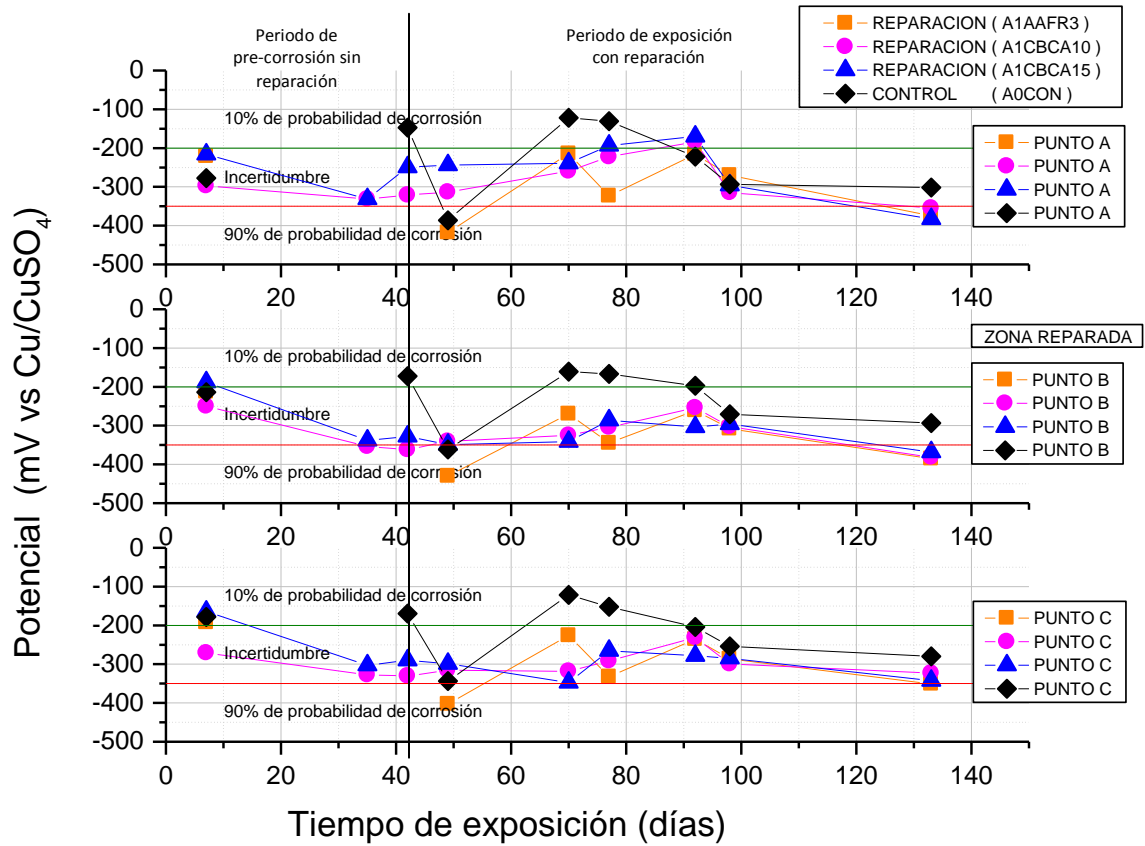 Periodo de
pre-corrosión sin
reparación
Periodo de exposición
con reparación
REPARACION ( A1AAFR3 )
REPARACION ( A1CBCA10 )
REPARACION ( A1CBCA15 )
CONTROL ( A0CON )
Potencial (mV vs Cu/CuSO4)
0
-100
-200
-300
-400
-500
10% de probabilidad de corrosión
Incertidumbre
90% de probabilidad de corrosión
0 20 40 60 80 100 120 140
PUNTO A
PUNTO A
PUNTO A
PUNTO A
0
-100
-200
-300
-400
-500
10% de probabilidad de corrosión
Incertidumbre
90% de probabilidad de corrosión
0 20 40 60 80 100 120 140
ZONA REPARADA
PUNTO B
PUNTO B
PUNTO B
PUNTO B
0
-100
-200
-300
-400
-500
10% de probabilidad de corrosión
Incertidumbre
90% de probabilidad de corrosión
0 20 40 60 80 100 120 140
PUNTO C
PUNTO C
PUNTO C
PUNTO C
Tiempo de exposición (días)